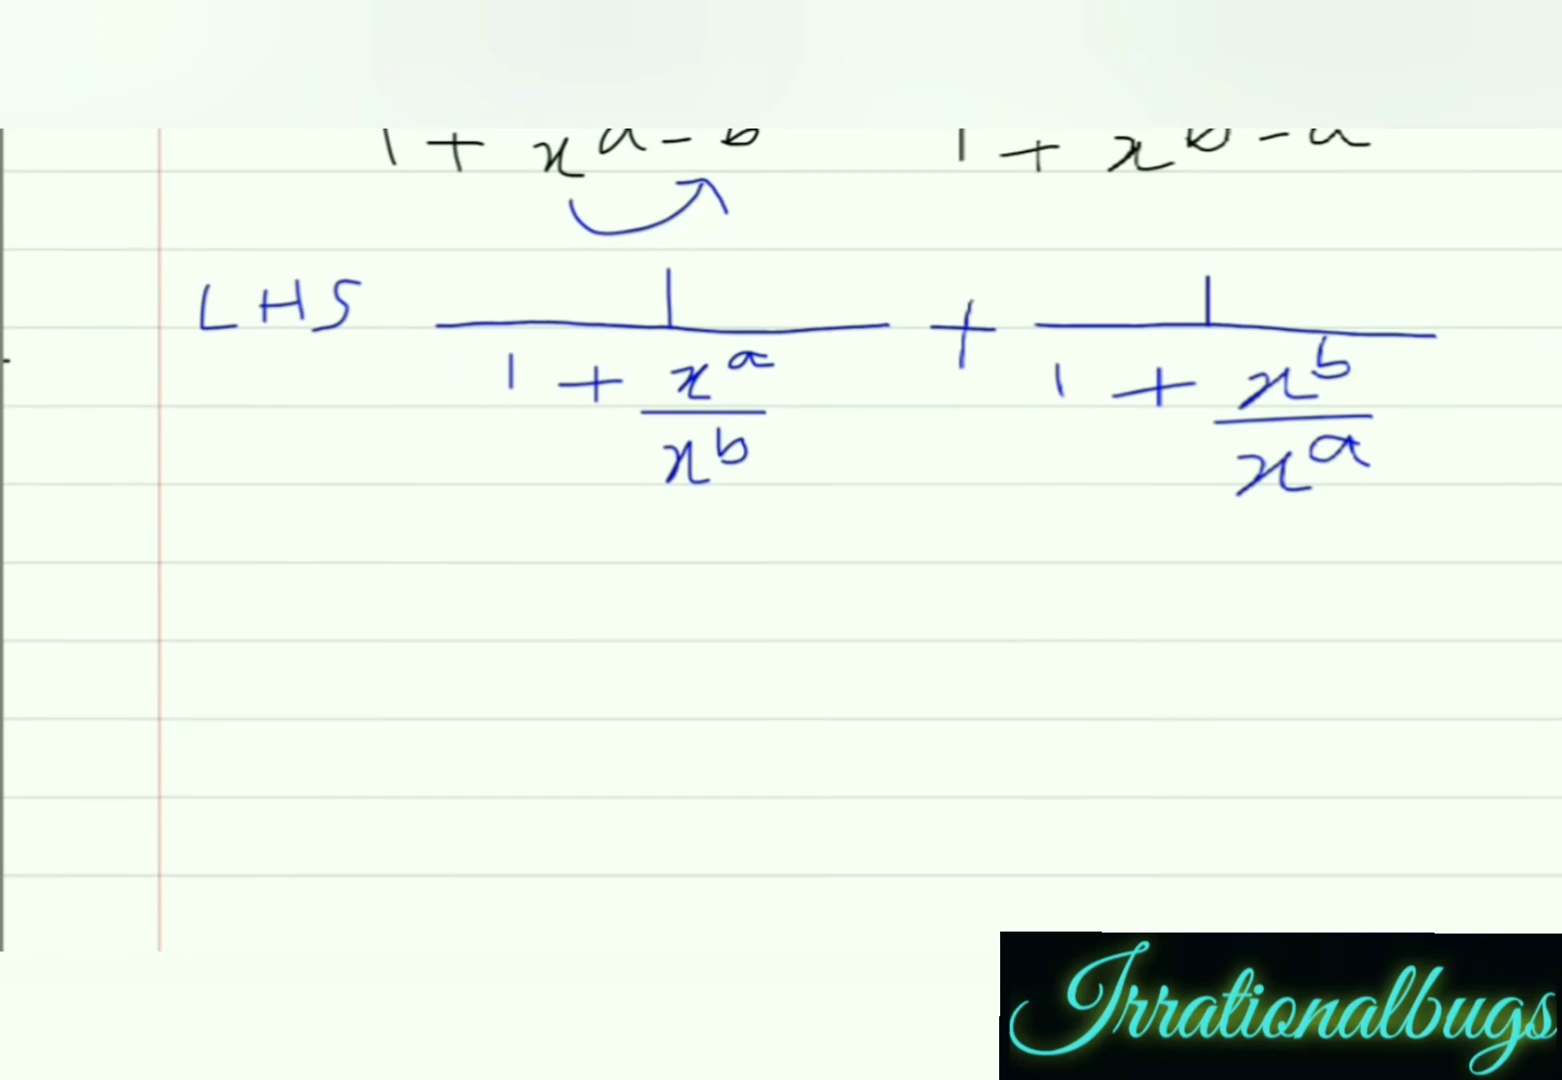 1 + x^a-b 1 + x^b-a
LHS 1 + 1
1 + x^a 1 + x^b
x^b x^a
Irrationalbugs